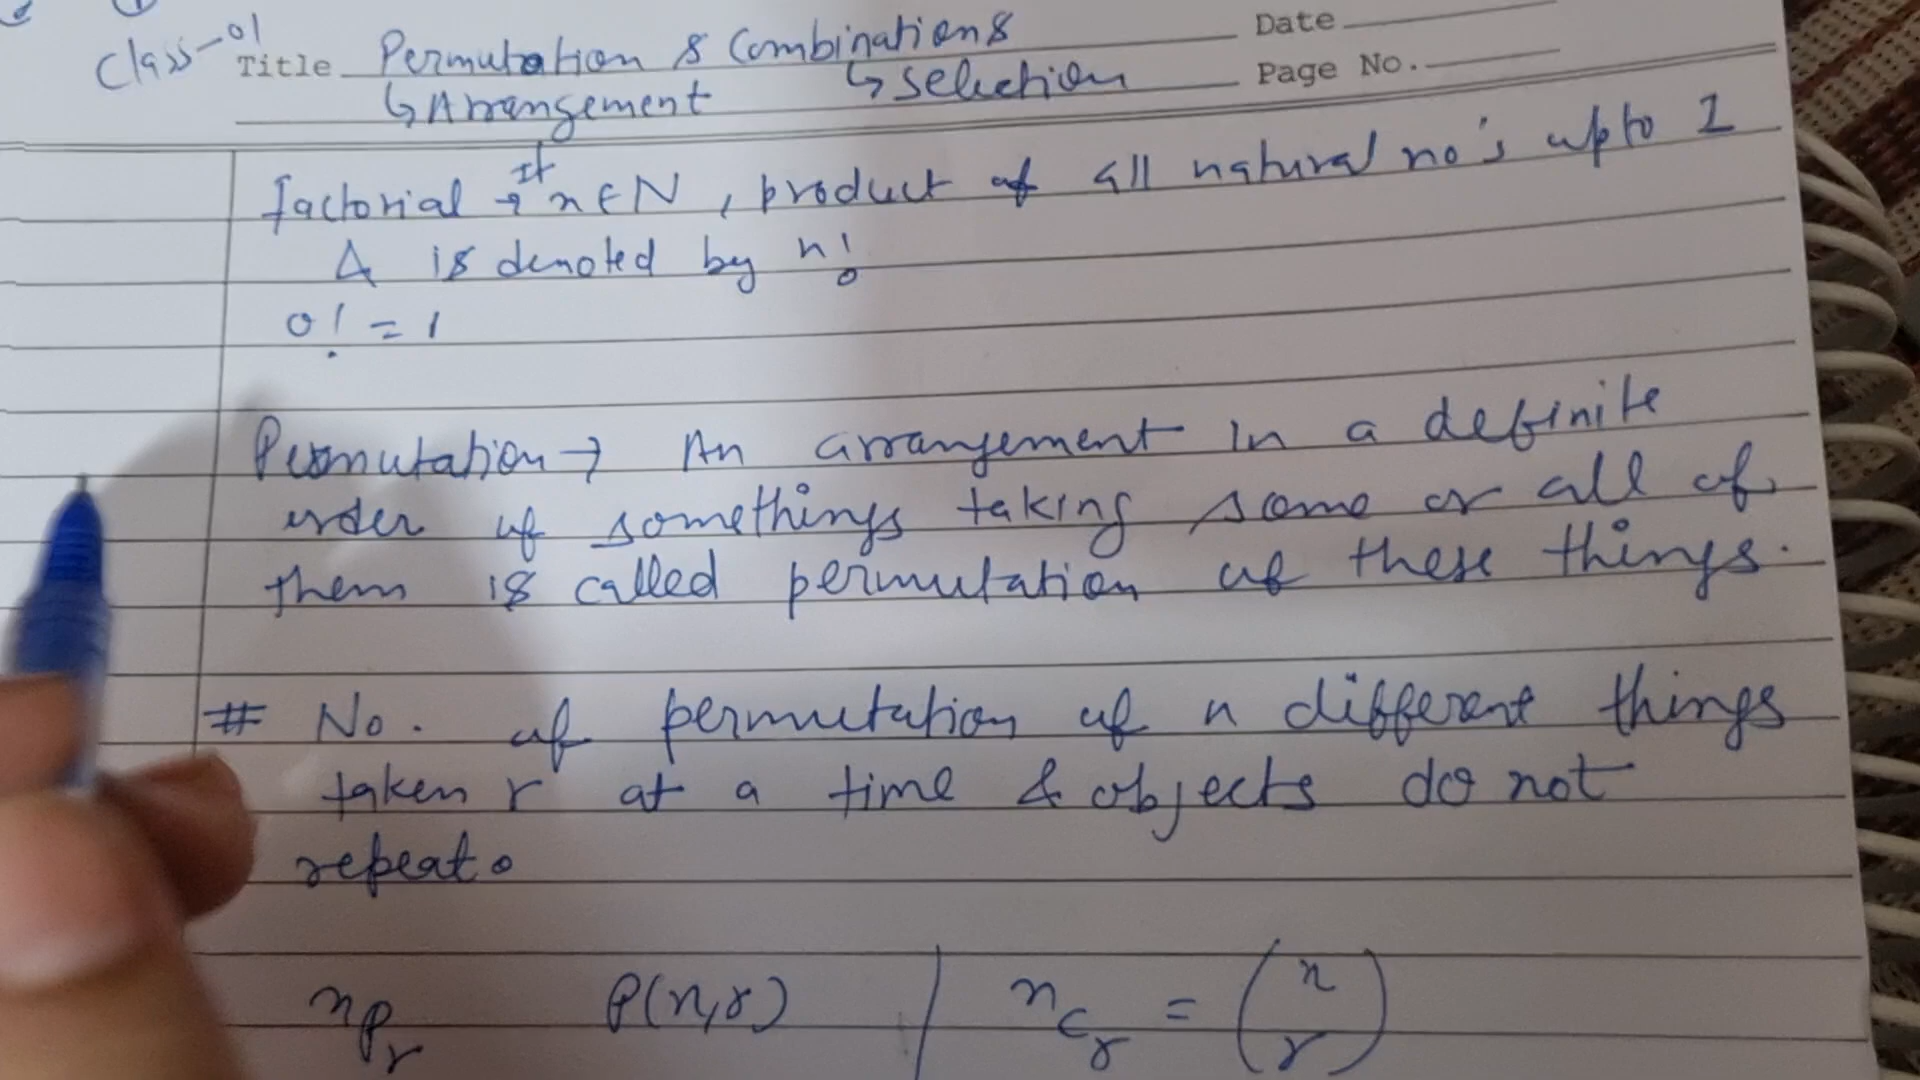 Class-01
Title Permutation & Combinations
Date
↳ Arrangement ↳ Selection
Page No.
factorial → If n ∈ N, product of all natural no's upto 1
Δ is denoted by n!
0! = 1
Permutation → An arrangement in a definite
order of somethings taking some or all of
them is called permutation of these things.
# No. of permutation of n different things
taken r at a time & objects do not
repeat.
nPr P(n,r) | nCr = (n r)